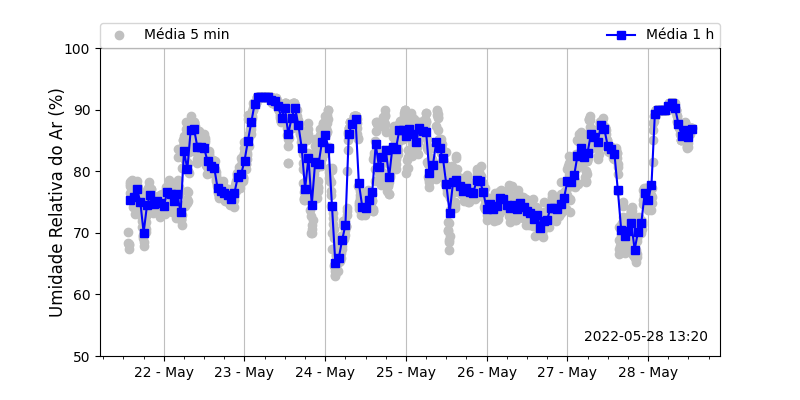 Média 5 min
Média 1 h
Umidade Relativa do Ar (%)
100
90
80
70
60
50
2022-05-28 13:20
22 - May
23 - May
24 - May
25 - May
26 - May
27 - May
28 - May